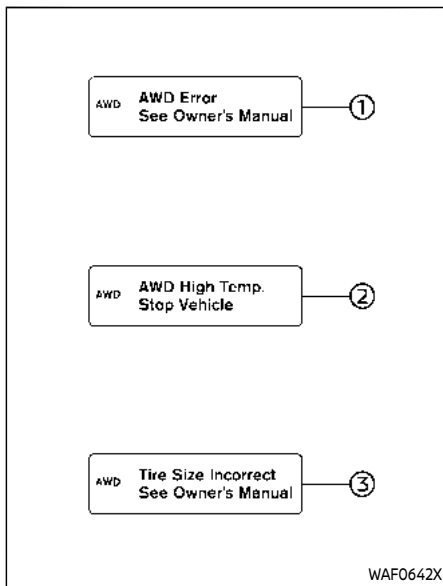 AWD
AWD Error
See Owner's Manual
①
AWD
AWD High Temp.
Stop Vehicle
②
AWD
Tire Size Incorrect
See Owner's Manual
③
WAF0642X